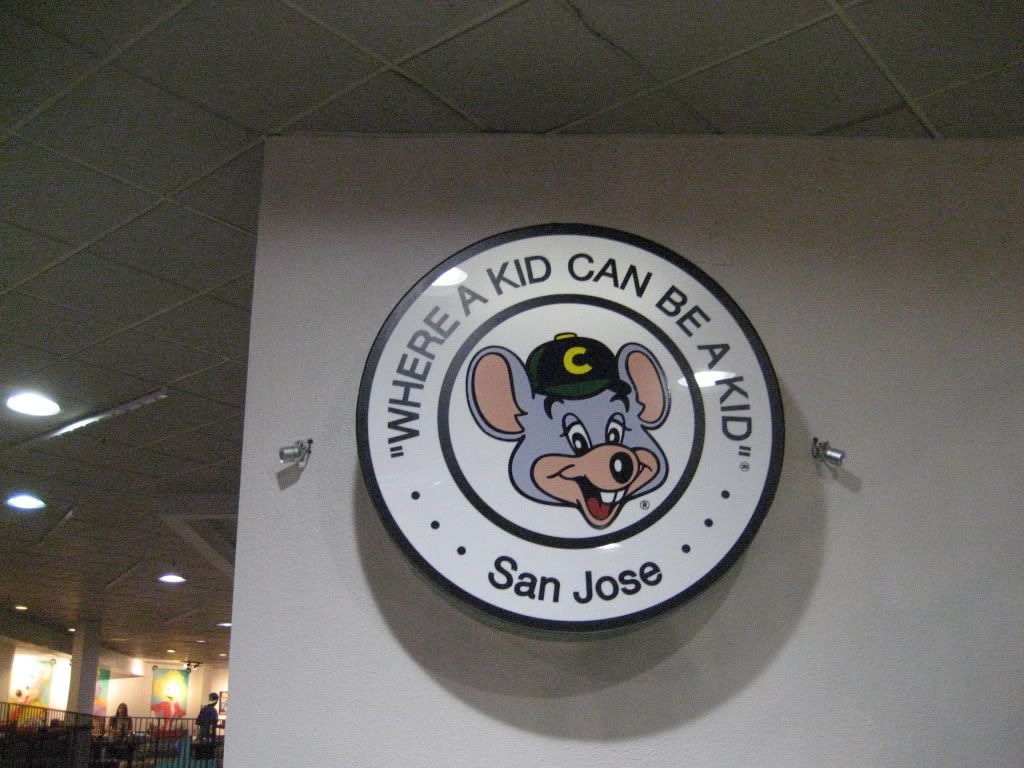 "WHERE A KID CAN BE A KID"®
C
®
San Jose